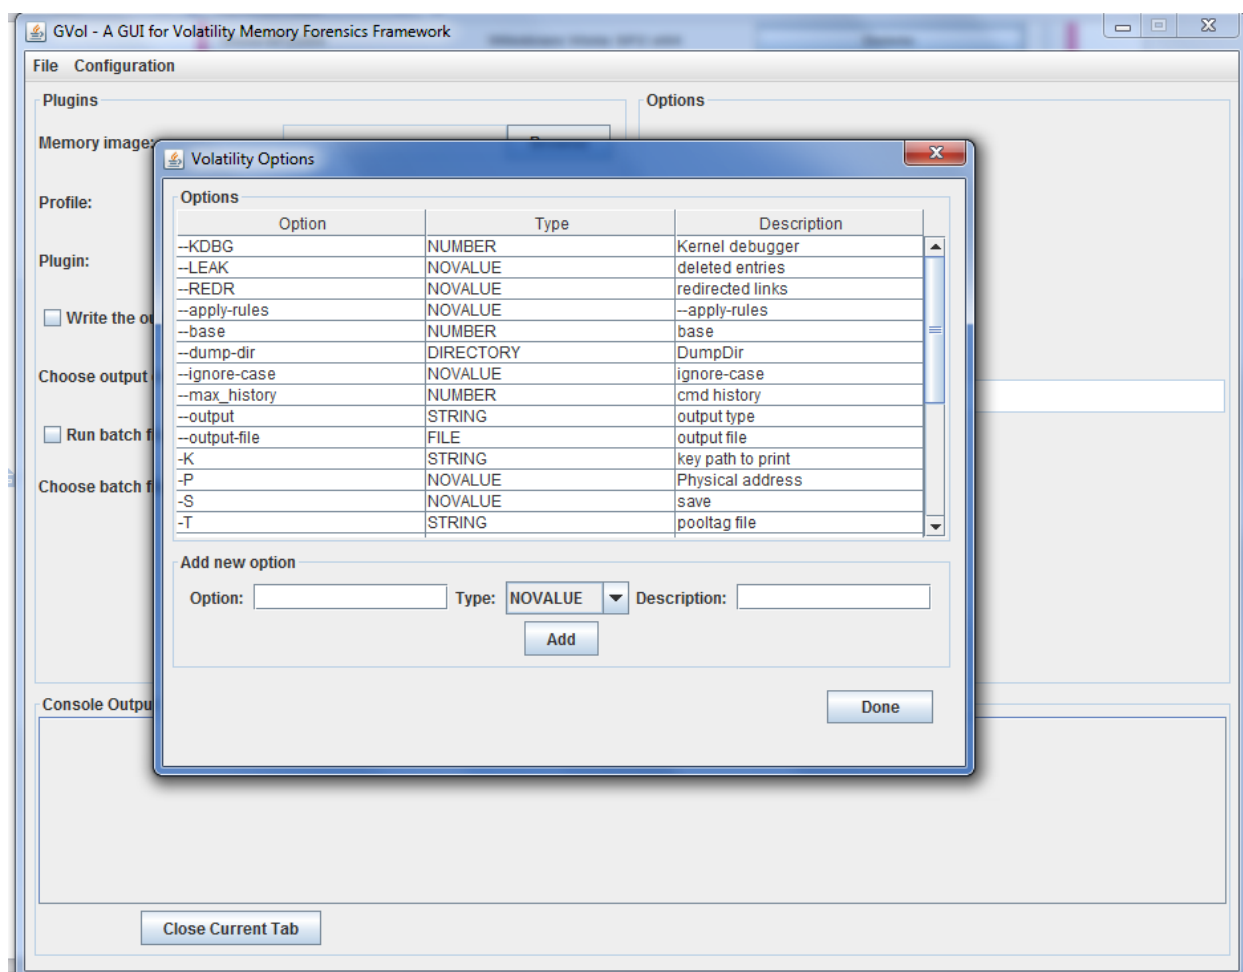 GVol - A GUI for Volatility Memory Forensics Framework
File Configuration
Plugins
Options
Memory image:
Volatility Options
Options
Profile:
Option Type Description
--KDBG NUMBER Kernel debugger
--LEAK NOVALUE deleted entries
Plugin:
--REDR NOVALUE redirected links
--apply-rules NOVALUE --apply-rules
Write the
--base NUMBER base
--dump-dir DIRECTORY DumpDir
Choose output
--ignore-case NOVALUE ignore-case
--max_history NUMBER cmd history
--output STRING output type
Run batch
--output-file FILE output file
-K STRING key path to print
-P NOVALUE Physical address
Choose batch
-S NOVALUE save
-T STRING pooltag file
Add new option
Option: Type: NOVALUE Description:
Add
Console Outpu
Done
Close Current Tab